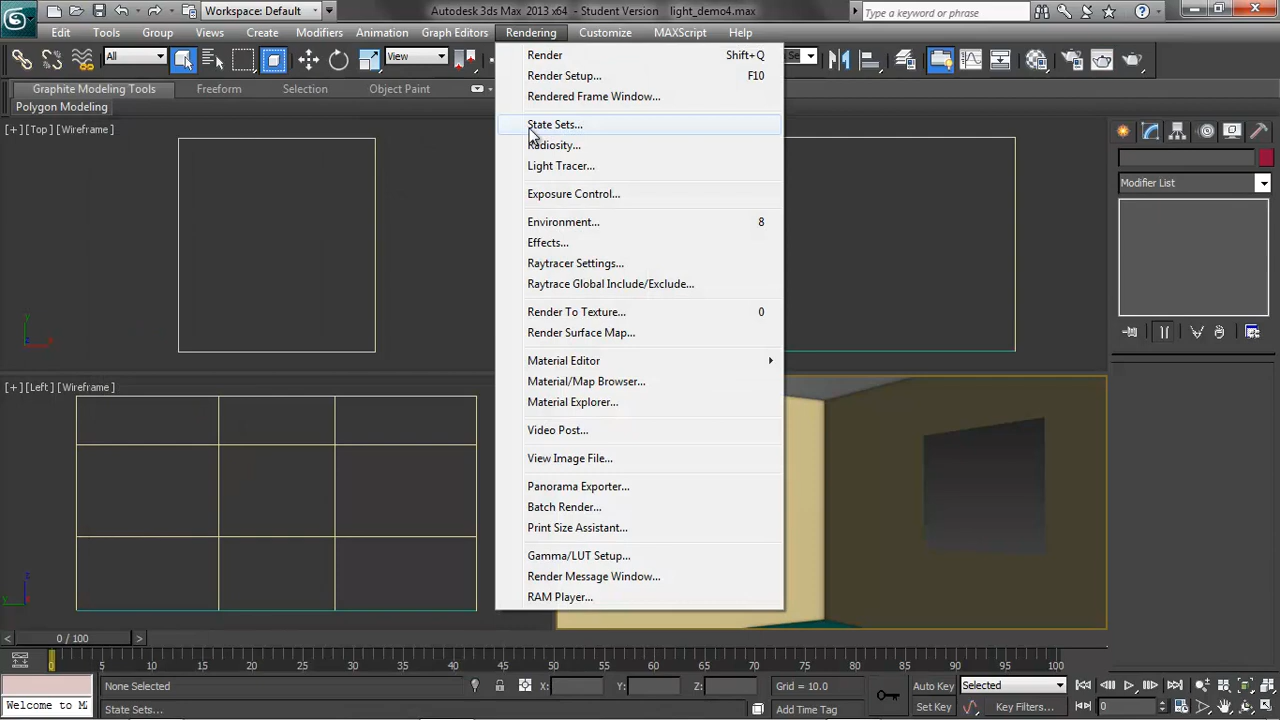 Workspace: Default
Autodesk 3ds Max 2013 x64 - Student Version light_demo4.max
Type a keyword or phrase
Edit Tools Group Views Create Modifiers Animation Graph Editors Rendering Customize MAXScript Help
All
View
Graphite Modeling Tools Freeform Selection Object Paint
Polygon Modeling
[+] [Top] [Wireframe]
Render Shift+Q
Render Setup... F10
Rendered Frame Window...
State Sets...
Radiosity...
Light Tracer...
Exposure Control...
Environment... 8
Effects...
Raytracer Settings...
Raytrace Global Include/Exclude...
Render To Texture... 0
Render Surface Map...
Material Editor
Material/Map Browser...
Material Explorer...
Video Post...
View Image File...
Panorama Exporter...
Batch Render...
Print Size Assistant...
Gamma/LUT Setup...
Render Message Window...
RAM Player...
Modifier List
[+] [Left] [Wireframe]
< 0 / 100 >
0 5 10 15 20 25 30 35 40 45 50 55 60 65 70 75 80 85 90 95 100
None Selected X: Y: Z: Grid = 10.0 Auto Key Selected
Welcome to M
State Sets... Add Time Tag Set Key Key Filters... 0